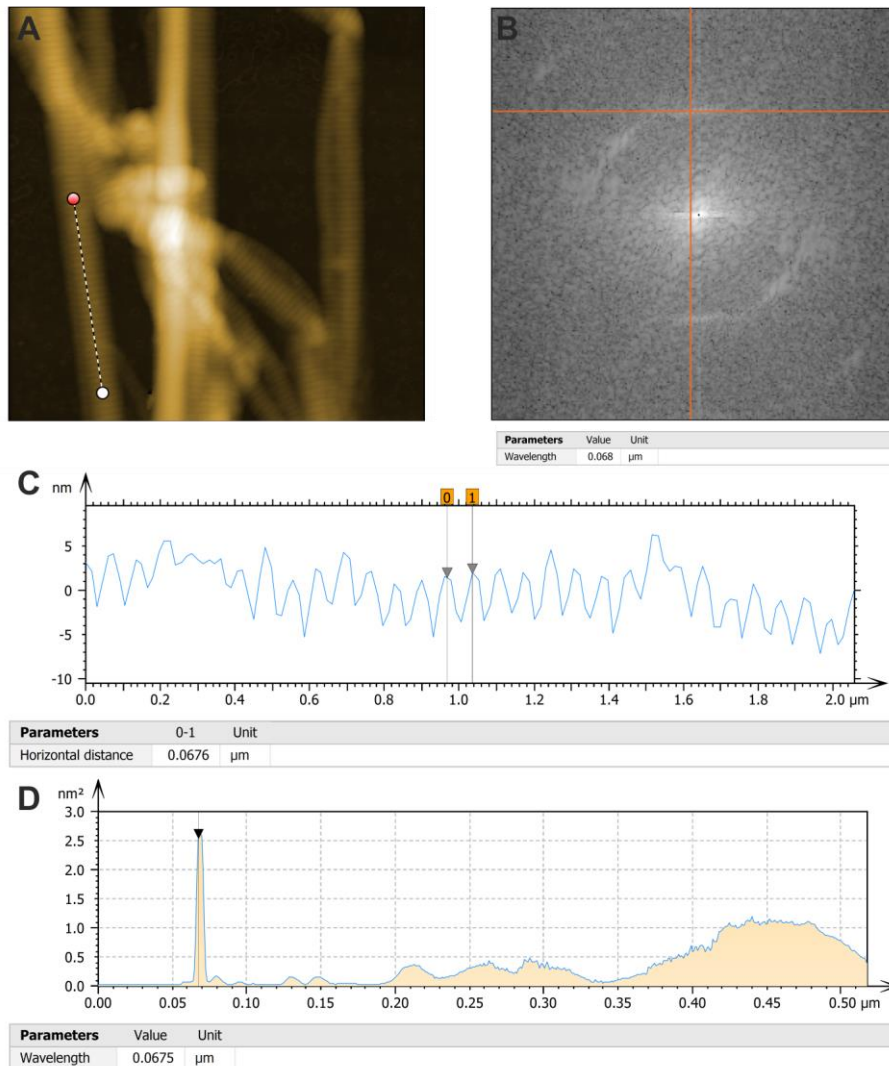 A
B
Parameters Value Unit
Wavelength 0.068 µm
C
nm
0 1
5
0
-5
-10
0.0 0.2 0.4 0.6 0.8 1.0 1.2 1.4 1.6 1.8 2.0 µm
Parameters 0-1 Unit
Horizontal distance 0.0676 µm
D
nm²
3.0
2.5
2.0
1.5
1.0
0.5
0.0
0.00 0.05 0.10 0.15 0.20 0.25 0.30 0.35 0.40 0.45 0.50 µm
Parameters Value Unit
Wavelength 0.0675 µm